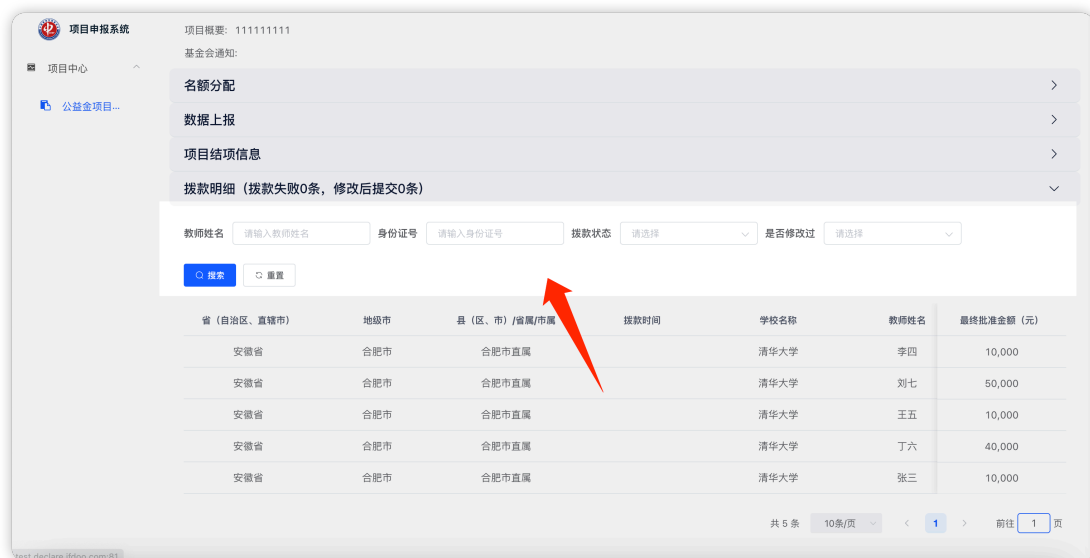 项目申报系统
项目概要: 111111111
基金会通知:
项目中心
公益金项目...
名额分配
数据上报
项目结项信息
拨款明细（拨款失败0条，修改后提交0条）
教师姓名 请输入教师姓名 身份证号 请输入身份证号 拨款状态 请选择 是否修改过 请选择
搜索 重置
省（自治区、直辖市） 地级市 县（区、市）/省属/市属 拨款时间 学校名称 教师姓名 最终批准金额（元）
安徽省 合肥市 合肥市直属 清华大学 李四 10,000
安徽省 合肥市 合肥市直属 清华大学 刘七 50,000
安徽省 合肥市 合肥市直属 清华大学 王五 10,000
安徽省 合肥市 合肥市直属 清华大学 丁六 40,000
安徽省 合肥市 合肥市直属 清华大学 张三 10,000
共 5 条 10条/页 1 前往 1 页